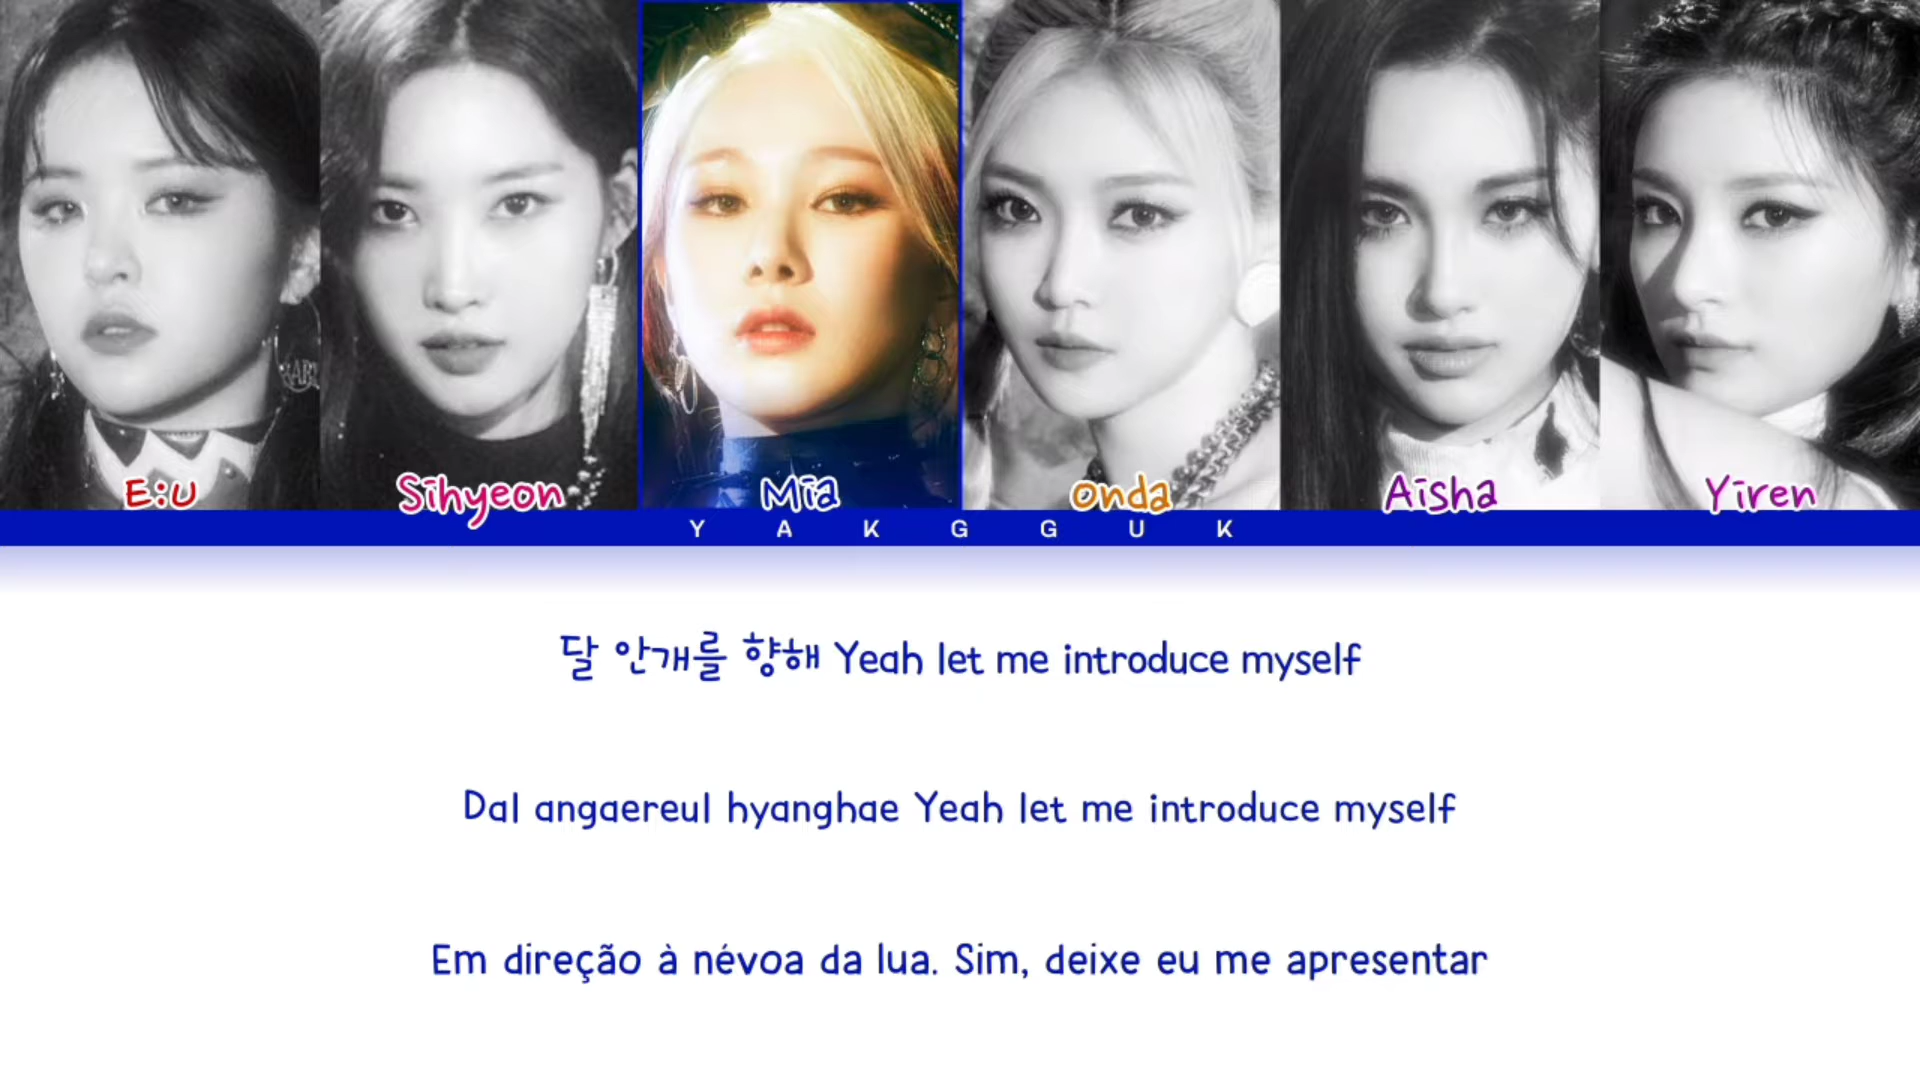 E:U Sihyeon Mia onda Aisha Yiren
YAKGGUK
달 안개를 향해 Yeah let me introduce myself
Dal angaereul hyanghae Yeah let me introduce myself
Em direção à névoa da lua. Sim, deixe eu me apresentar